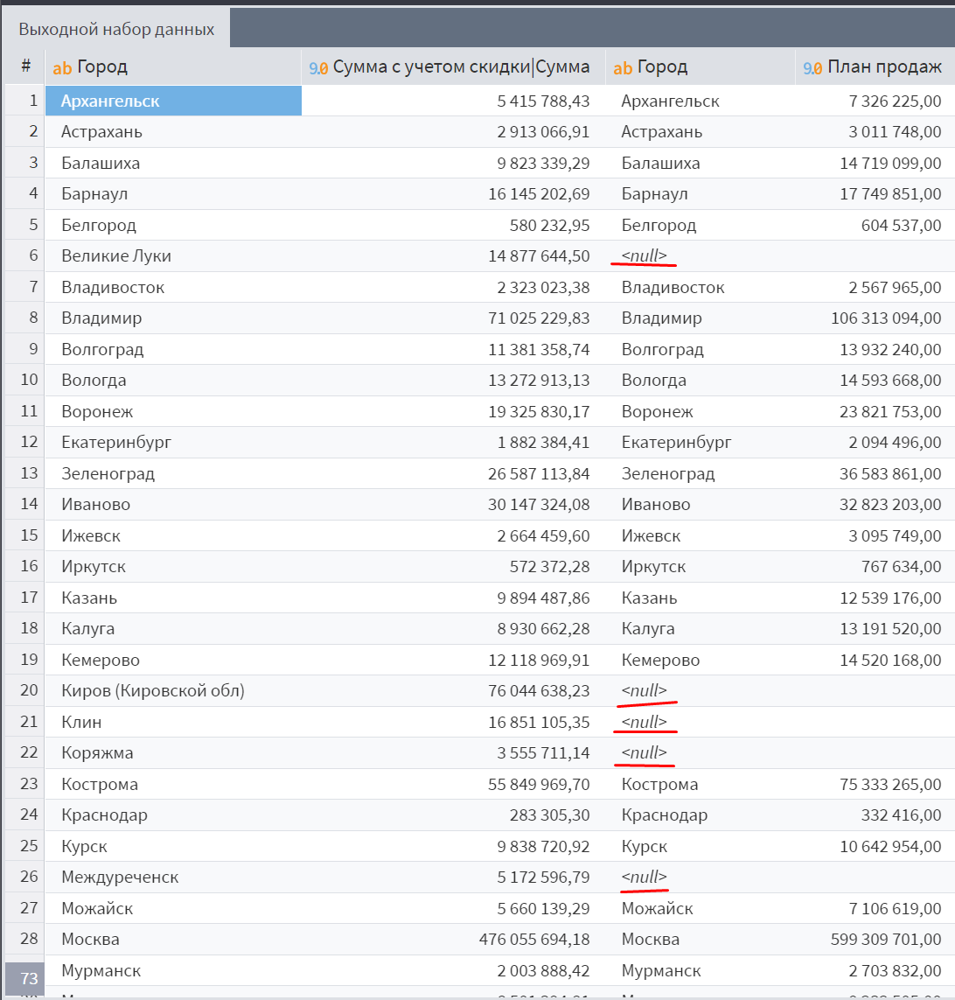 Выходной набор данных
# ab Город 9.0 Сумма с учетом скидки|Сумма ab Город 9.0 План продаж
1 Архангельск 5 415 788,43 Архангельск 7 326 225,00
2 Астрахань 2 913 066,91 Астрахань 3 011 748,00
3 Балашиха 9 823 339,29 Балашиха 14 719 099,00
4 Барнаул 16 145 202,69 Барнаул 17 749 851,00
5 Белгород 580 232,95 Белгород 604 537,00
6 Великие Луки 14 877 644,50 <null>
7 Владивосток 2 323 023,38 Владивосток 2 567 965,00
8 Владимир 71 025 229,83 Владимир 106 313 094,00
9 Волгоград 11 381 358,74 Волгоград 13 932 240,00
10 Вологда 13 272 913,13 Вологда 14 593 668,00
11 Воронеж 19 325 830,17 Воронеж 23 821 753,00
12 Екатеринбург 1 882 384,41 Екатеринбург 2 094 496,00
13 Зеленоград 26 587 113,84 Зеленоград 36 583 861,00
14 Иваново 30 147 324,08 Иваново 32 823 203,00
15 Ижевск 2 664 459,60 Ижевск 3 095 749,00
16 Иркутск 572 372,28 Иркутск 767 634,00
17 Казань 9 894 487,86 Казань 12 539 176,00
18 Калуга 8 930 662,28 Калуга 13 191 520,00
19 Кемерово 12 118 969,91 Кемерово 14 520 168,00
20 Киров (Кировской обл) 76 044 638,23 <null>
21 Клин 16 851 105,35 <null>
22 Коряжма 3 555 711,14 <null>
23 Кострома 55 849 969,70 Кострома 75 333 265,00
24 Краснодар 283 305,30 Краснодар 332 416,00
25 Курск 9 838 720,92 Курск 10 642 954,00
26 Междуреченск 5 172 596,79 <null>
27 Можайск 5 660 139,29 Можайск 7 106 619,00
28 Москва 476 055 694,18 Москва 599 309 701,00
73 Мурманск 2 003 888,42 Мурманск 2 703 832,00